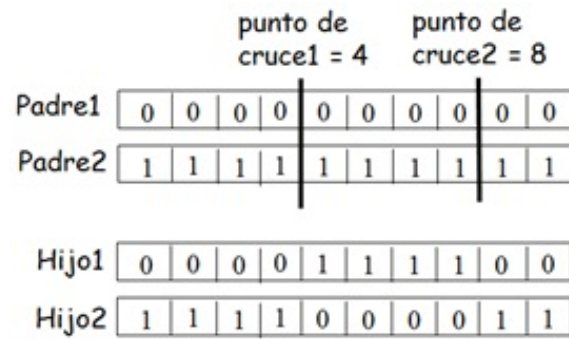 punto de cruce1 = 4
punto de cruce2 = 8
Padre1 0 0 0 0 0 0 0 0 0 0
Padre2 1 1 1 1 1 1 1 1 1 1
Hijo1 0 0 0 0 1 1 1 1 0 0
Hijo2 1 1 1 1 0 0 0 0 1 1